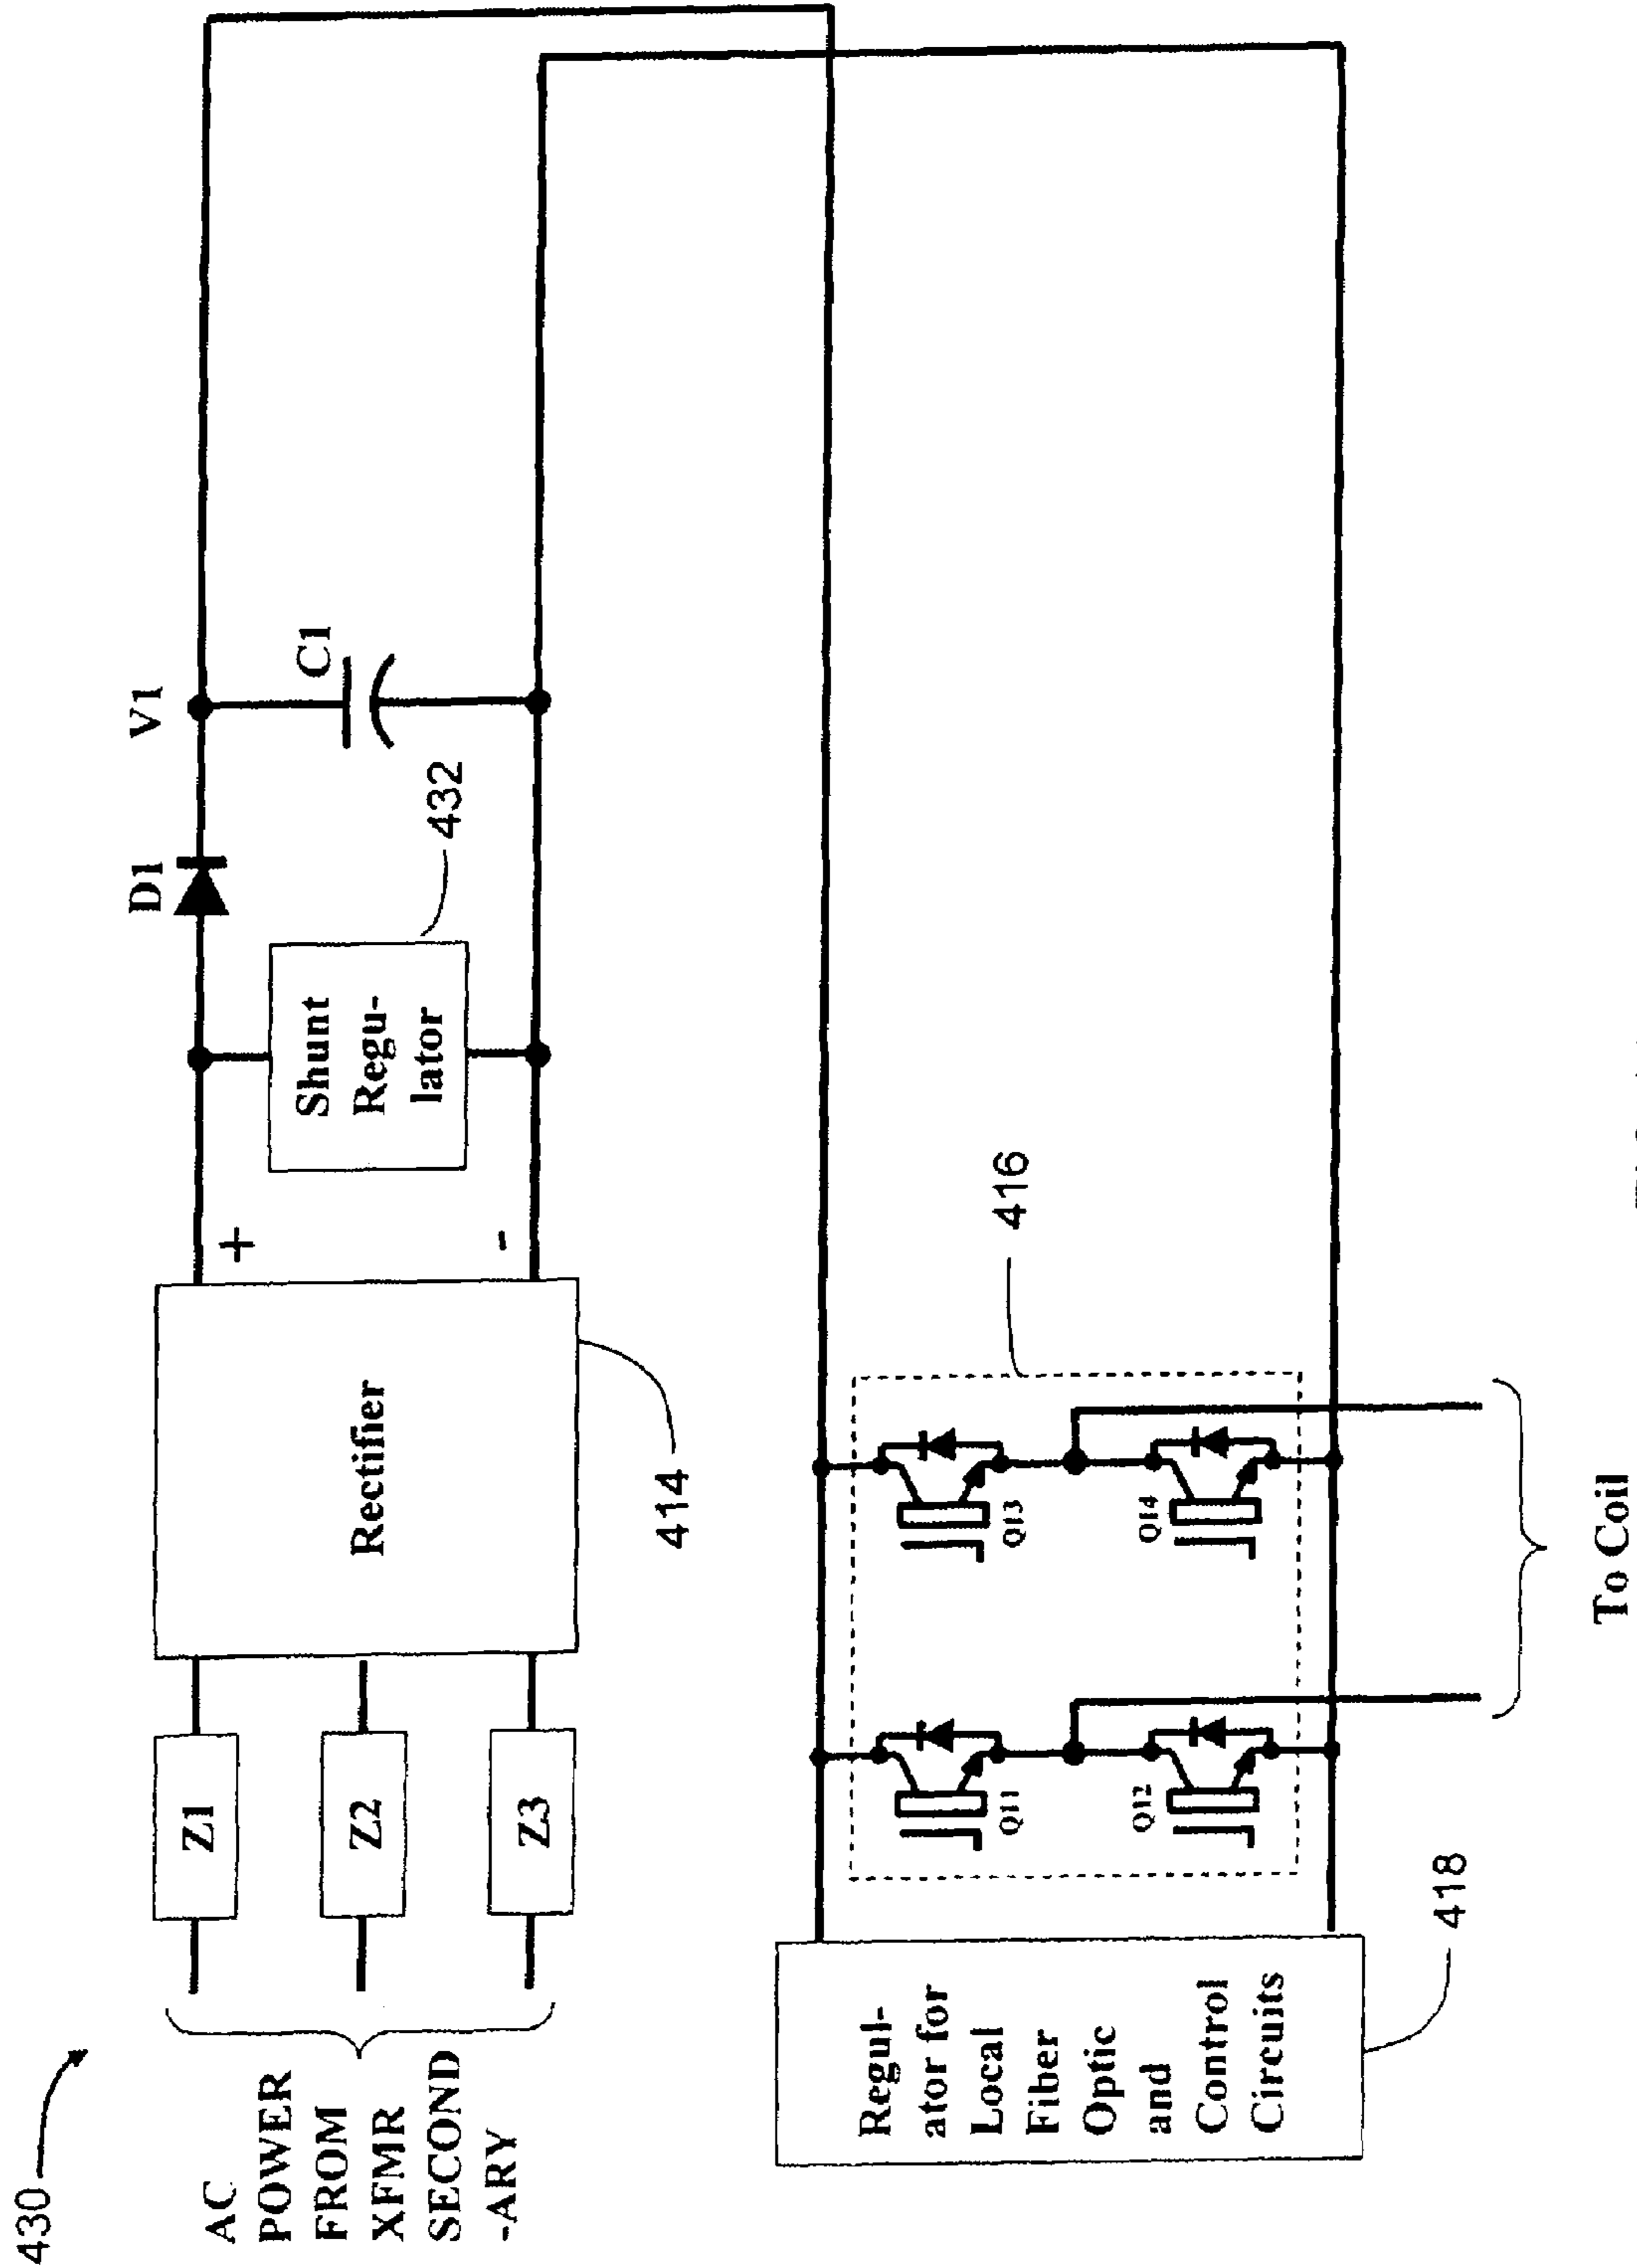 430
AC
POWER
FROM
XFMR
SECOND
-ARY
Z1
Z2
Z3
Rectifier
414
+
-
Shunt
Regu-
lator
432
D1
V1
C1
Regul-
ator for
Local
Fiber
Optic
and
Control
Circuits
418
Q11
Q12
Q13
Q14
416
To Coil